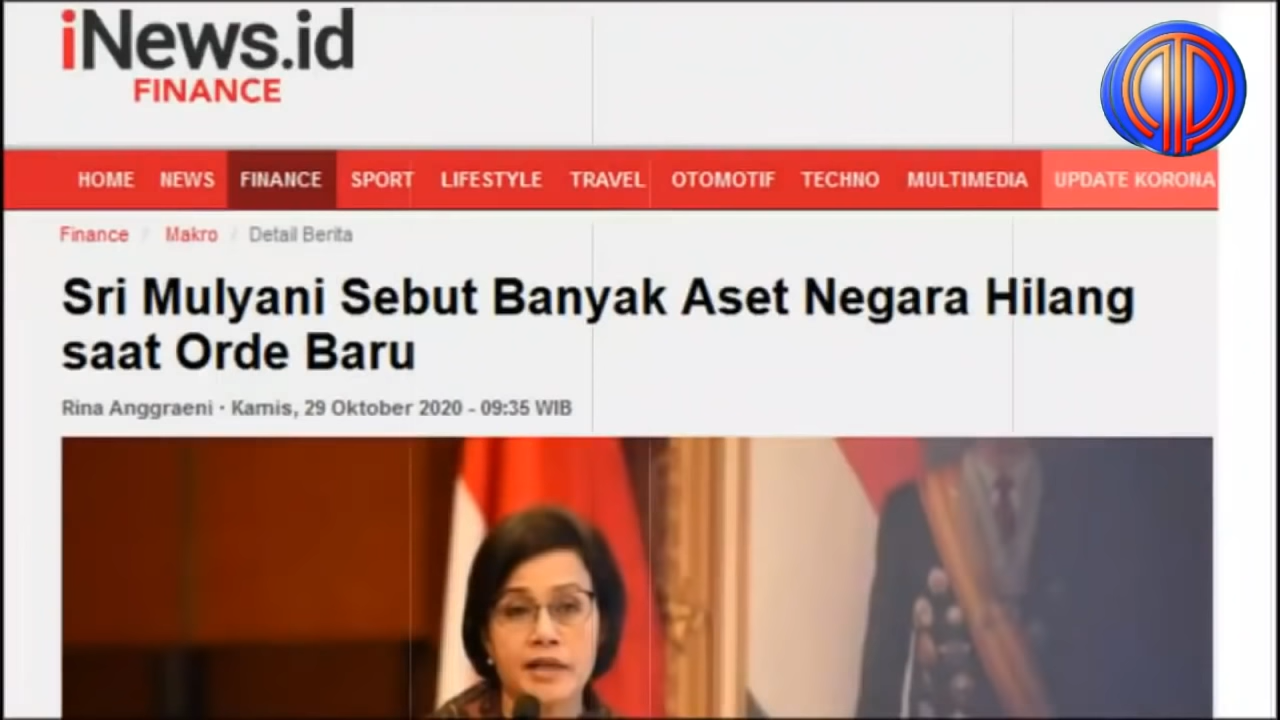 iNews.id
FINANCE
HOME NEWS FINANCE SPORT LIFESTYLE TRAVEL OTOMOTIF TECHNO MULTIMEDIA UPDATE KORONA
Finance / Makro / Detail Berita
Sri Mulyani Sebut Banyak Aset Negara Hilang
saat Orde Baru
Rina Anggraeni · Kamis, 29 Oktober 2020 - 09:35 WIB